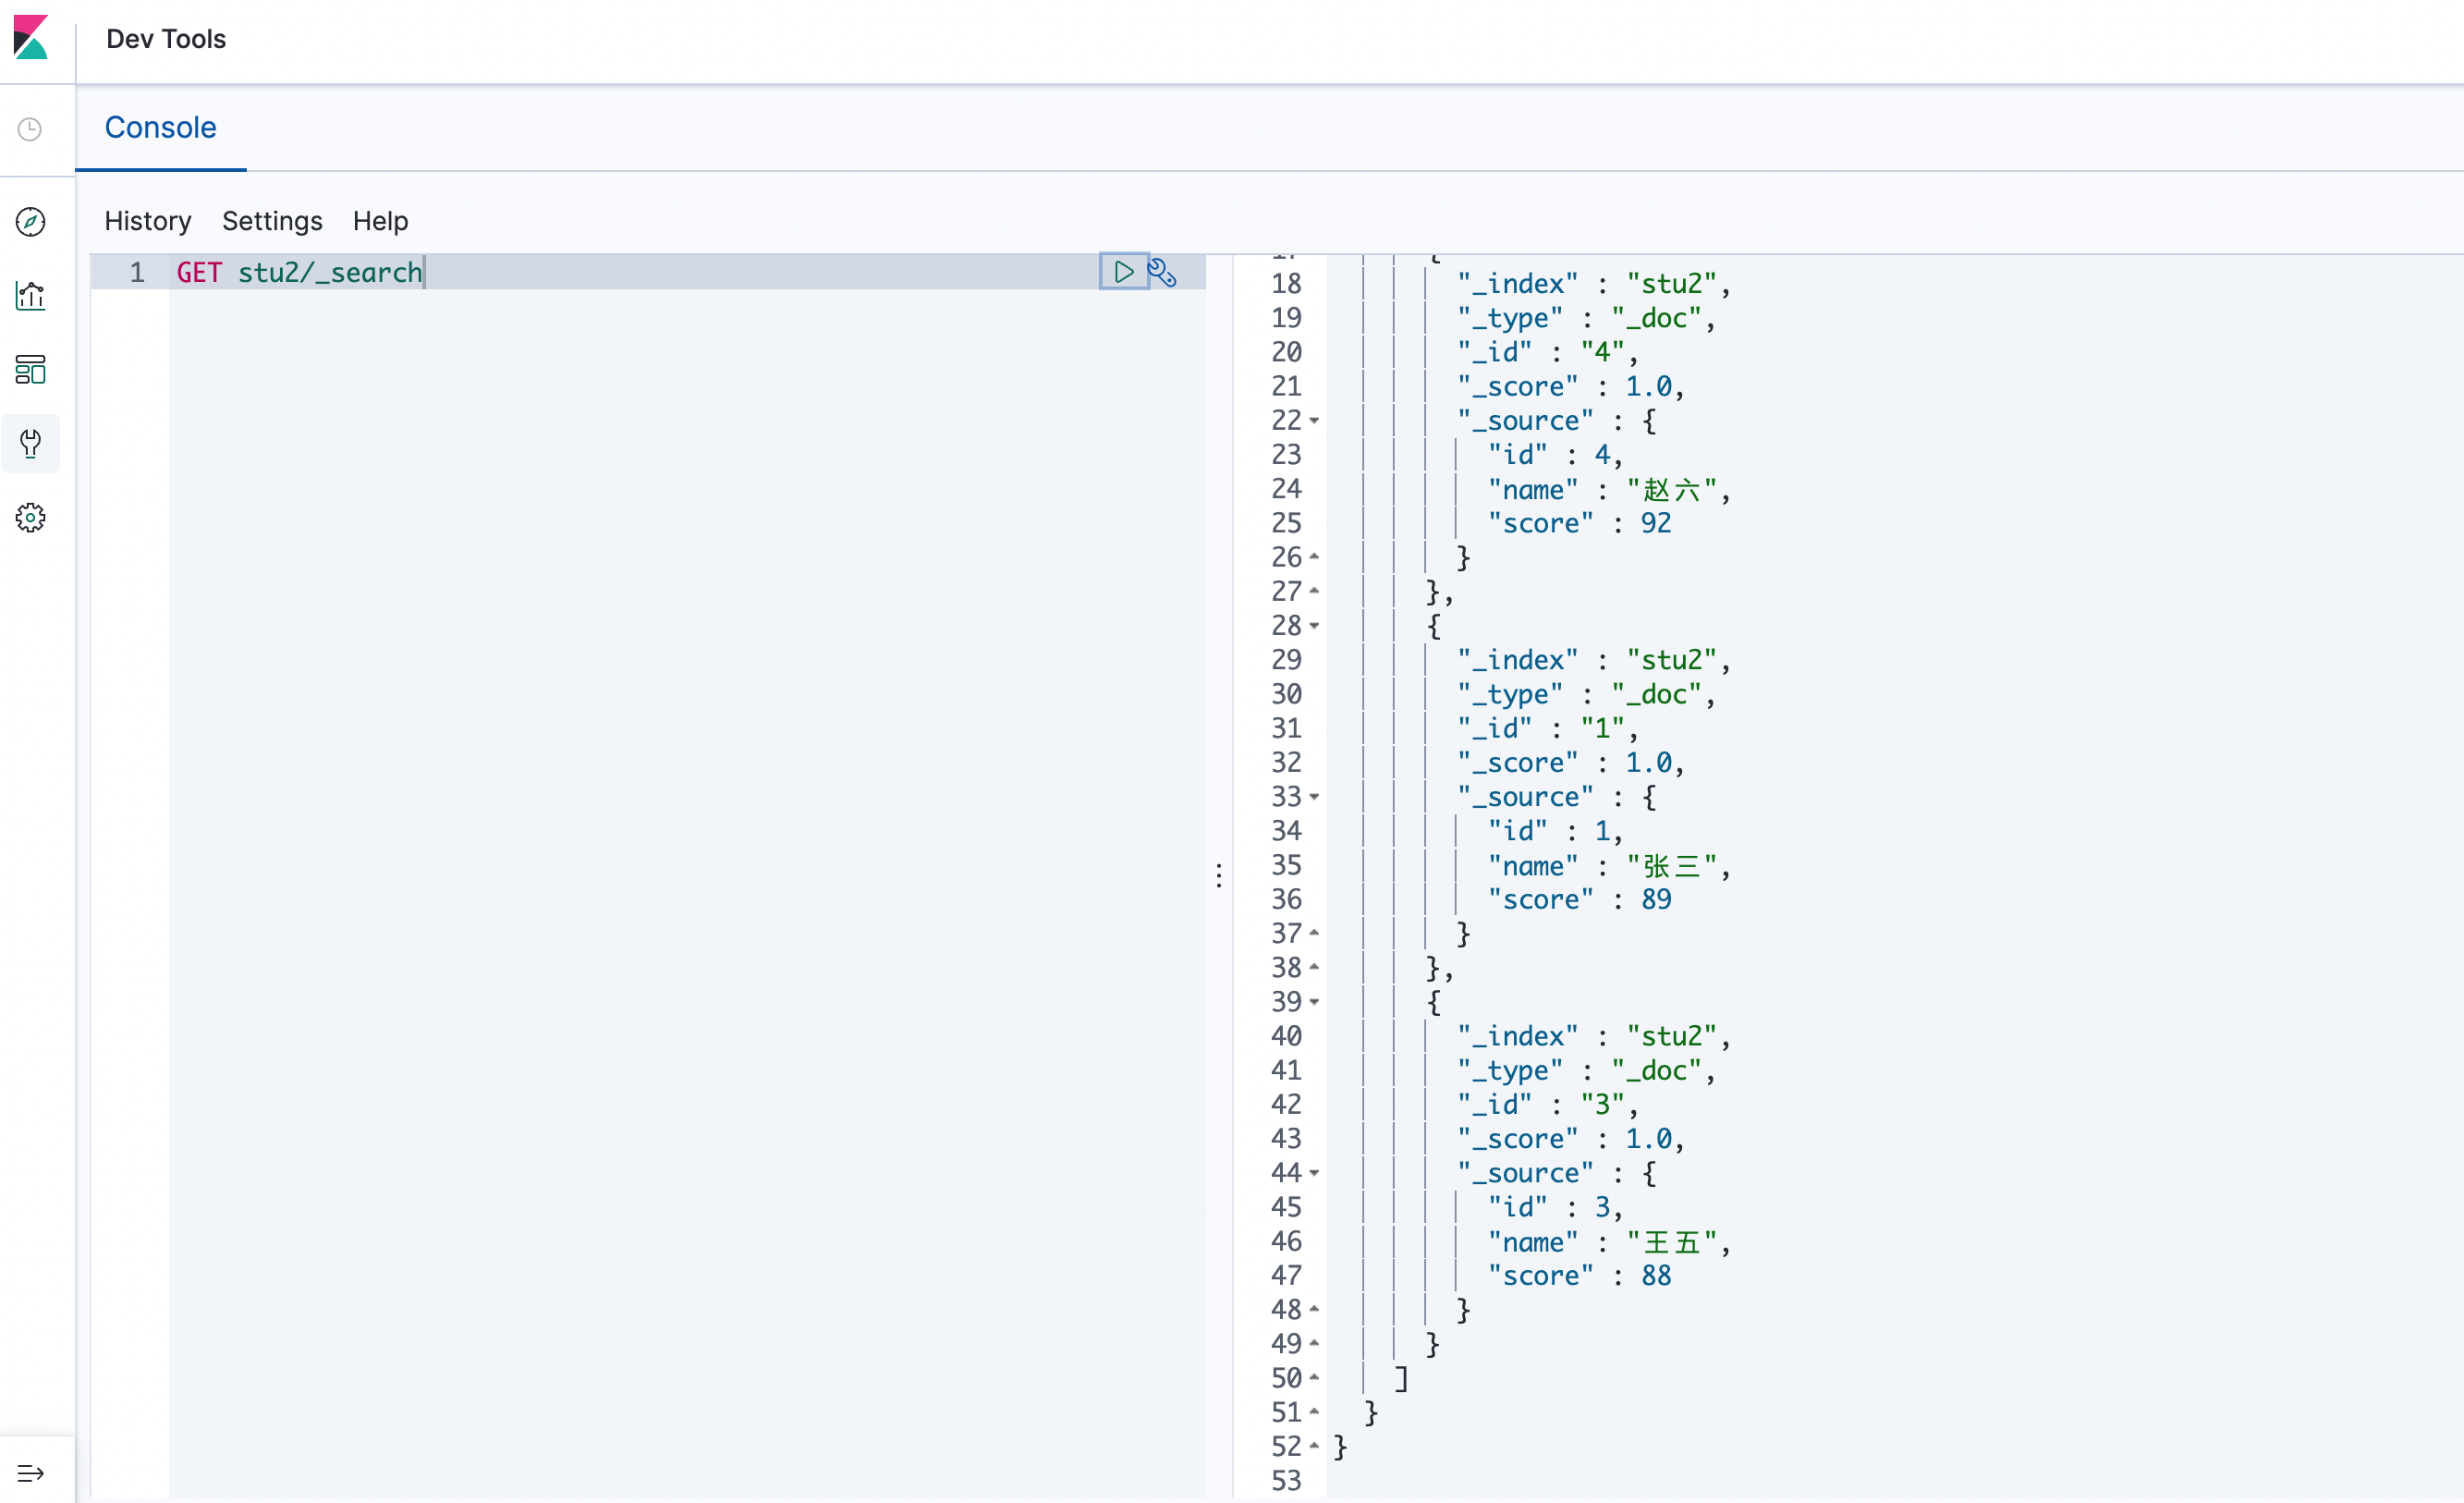 Dev Tools
Console
History Settings Help
1 GET stu2/_search
18 "_index" : "stu2",
19 "_type" : "_doc",
20 "_id" : "4",
21 "_score" : 1.0,
22 "_source" : {
23 "id" : 4,
24 "name" : "赵六",
25 "score" : 92
26 }
27 },
28 {
29 "_index" : "stu2",
30 "_type" : "_doc",
31 "_id" : "1",
32 "_score" : 1.0,
33 "_source" : {
34 "id" : 1,
35 "name" : "张三",
36 "score" : 89
37 }
38 },
39 {
40 "_index" : "stu2",
41 "_type" : "_doc",
42 "_id" : "3",
43 "_score" : 1.0,
44 "_source" : {
45 "id" : 3,
46 "name" : "王五",
47 "score" : 88
48 }
49 }
50 ]
51 }
52 }
53